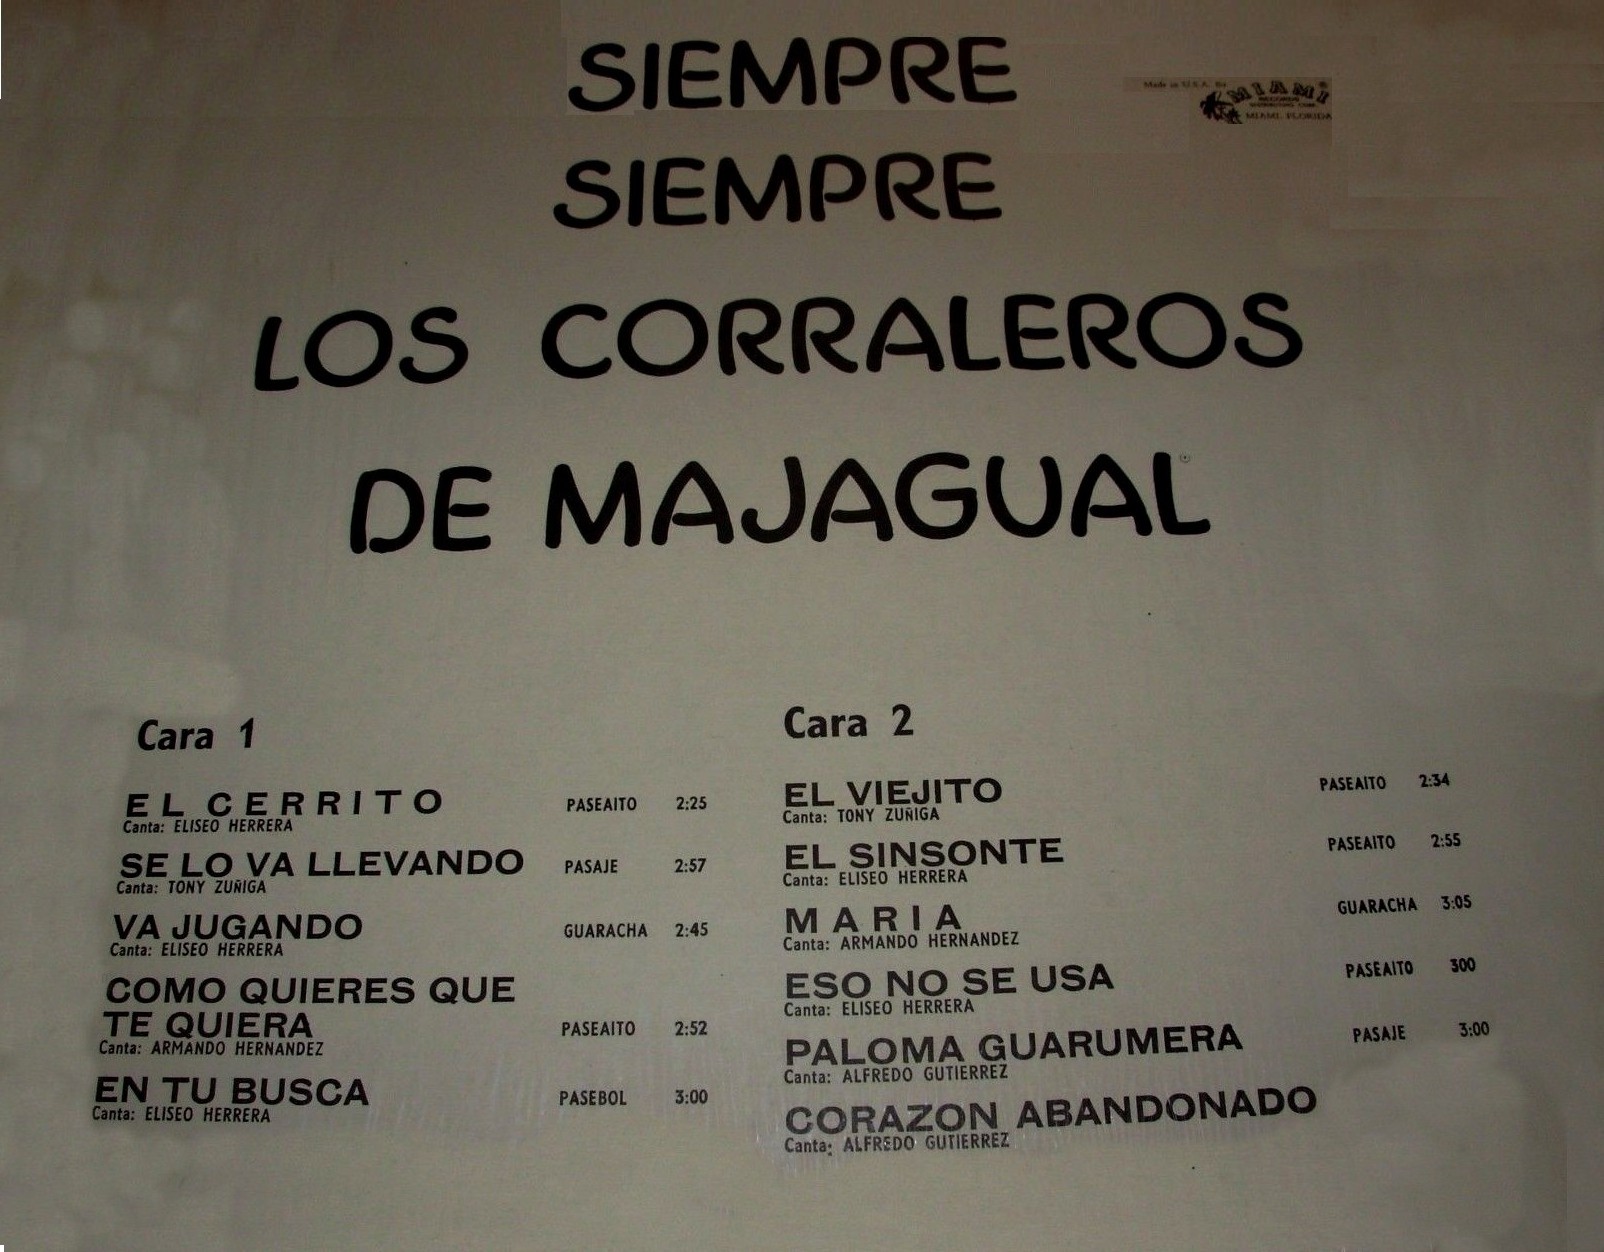 SIEMPRE
Made in U.S.A. By
MIAMI
RECORDS
MIAMI, FLORIDA
SIEMPRE
LOS CORRALEROS
DE MAJAGUAL
Cara 1
EL CERRITO PASEAITO 2:25
Canta: ELISEO HERRERA
SE LO VA LLEVANDO PASAJE 2:57
Canta: TONY ZUÑIGA
VA JUGANDO GUARACHA 2:45
Canta: ELISEO HERRERA
COMO QUIERES QUE
TE QUIERA PASEAITO 2:52
Canta: ARMANDO HERNANDEZ
EN TU BUSCA PASEBOL 3:00
Canta: ELISEO HERRERA
Cara 2
EL VIEJITO PASEAITO 2:34
Canta: TONY ZUÑIGA
EL SINSONTE PASEAITO 2:55
Canta: ELISEO HERRERA
MARIA GUARACHA 3:05
Canta: ARMANDO HERNANDEZ
ESO NO SE USA PASEAITO 300
Canta: ELISEO HERRERA
PALOMA GUARUMERA PASAJE 3:00
Canta: ALFREDO GUTIERREZ
CORAZON ABANDONADO
Canta: ALFREDO GUTIERREZ